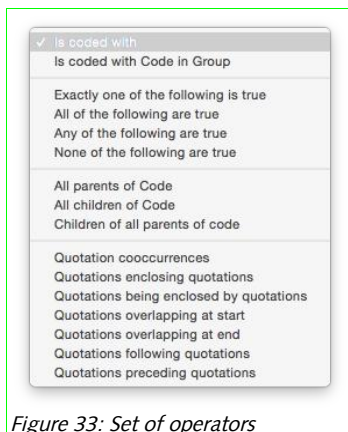 ✓ Is coded with
Is coded with Code in Group
Exactly one of the following is true
All of the following are true
Any of the following are true
None of the following are true
All parents of Code
All children of Code
Children of all parents of code
Quotation cooccurrences
Quotations enclosing quotations
Quotations being enclosed by quotations
Quotations overlapping at start
Quotations overlapping at end
Quotations following quotations
Quotations preceding quotations
Figure 33: Set of operators